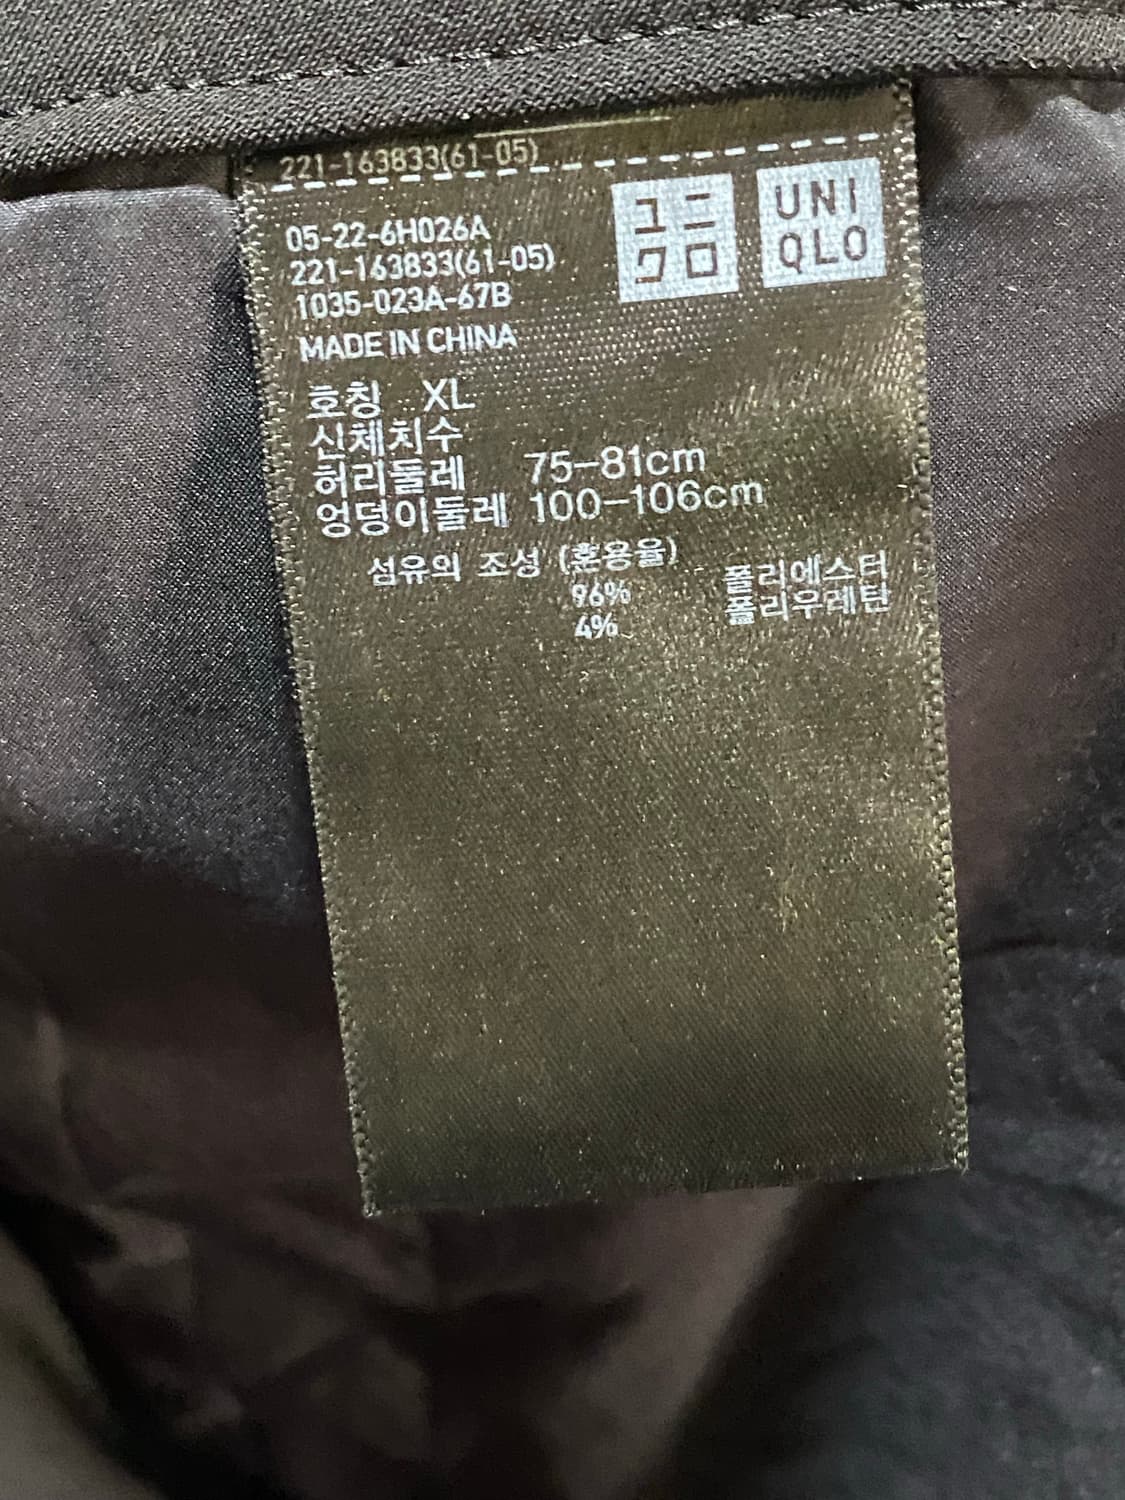 221-163833(61-05)
ユニ
クロ
UNI
QLO
05-22-6H026A
221-163833(61-05)
1035-023A-67B
MADE IN CHINA
호칭 XL
신체치수
허리둘레 75-81cm
엉덩이둘레 100-106cm
섬유의 조성 (혼용율)
96% 폴리에스터
4% 폴리우레탄